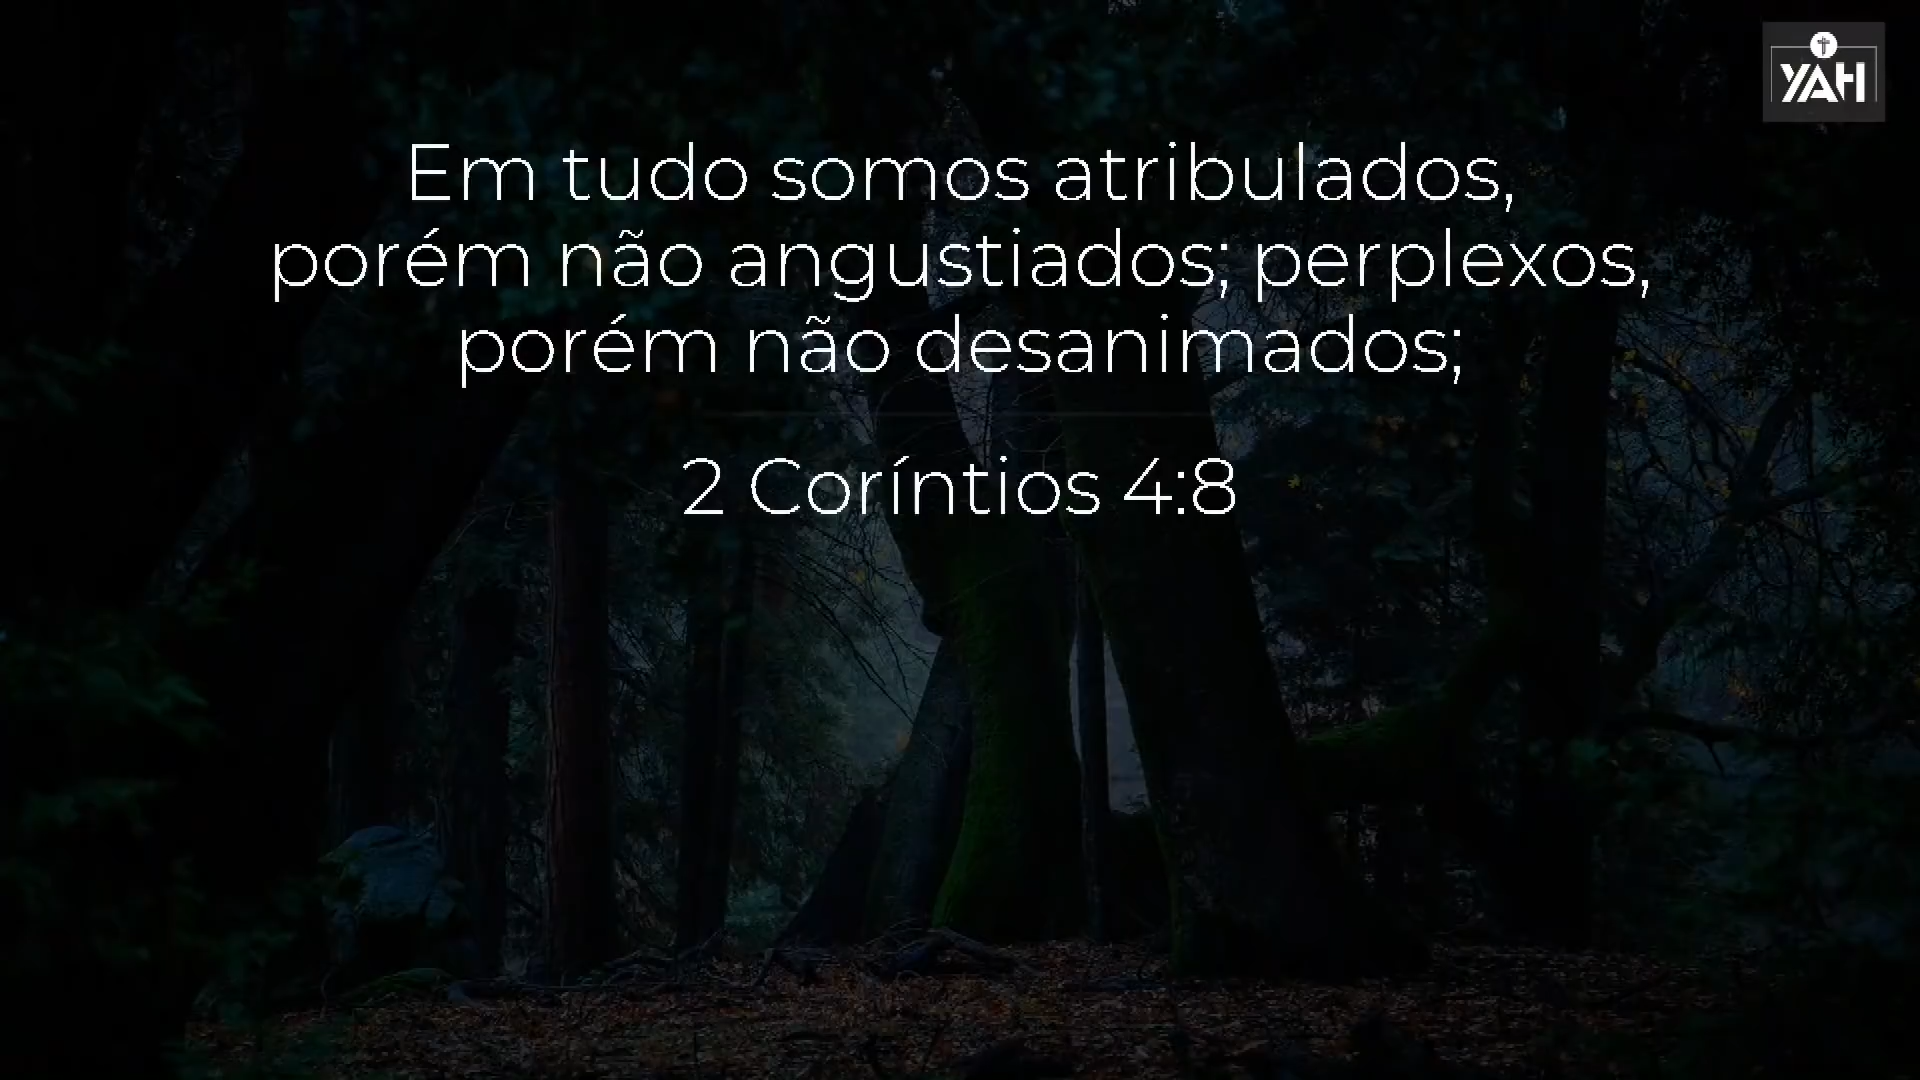 YAH
Em tudo somos atribulados,
porém não angustiados; perplexos,
porém não desanimados;
2 Coríntios 4:8